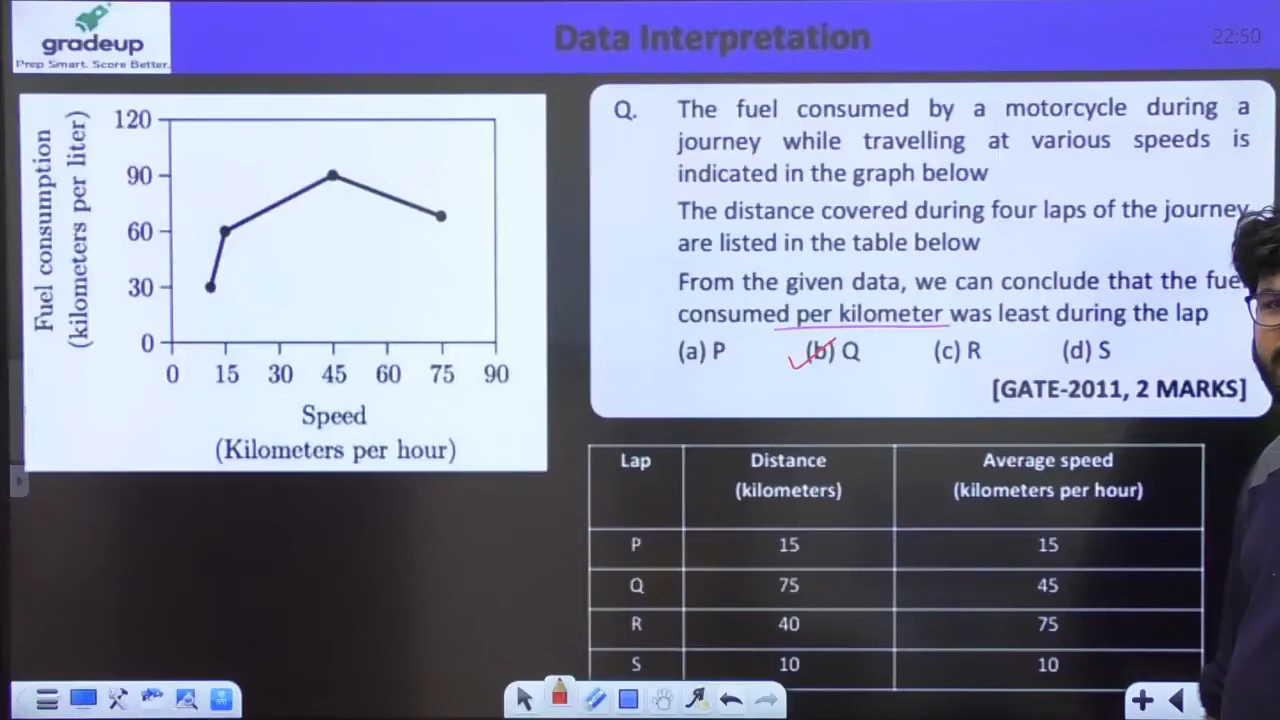 gradeup
Prep Smart. Score Better.
Data Interpretation
22:50
Fuel consumption
(kilometers per liter)
120
90
60
30
0
0 15 30 45 60 75 90
Speed
(Kilometers per hour)
Q. The fuel consumed by a motorcycle during a
journey while travelling at various speeds is
indicated in the graph below
The distance covered during four laps of the journey
are listed in the table below
From the given data, we can conclude that the fuel
consumed per kilometer was least during the lap
(a) P (b) Q (c) R (d) S
[GATE-2011, 2 MARKS]
Lap Distance Average speed
(kilometers) (kilometers per hour)
P 15 15
Q 75 45
R 40 75
S 10 10